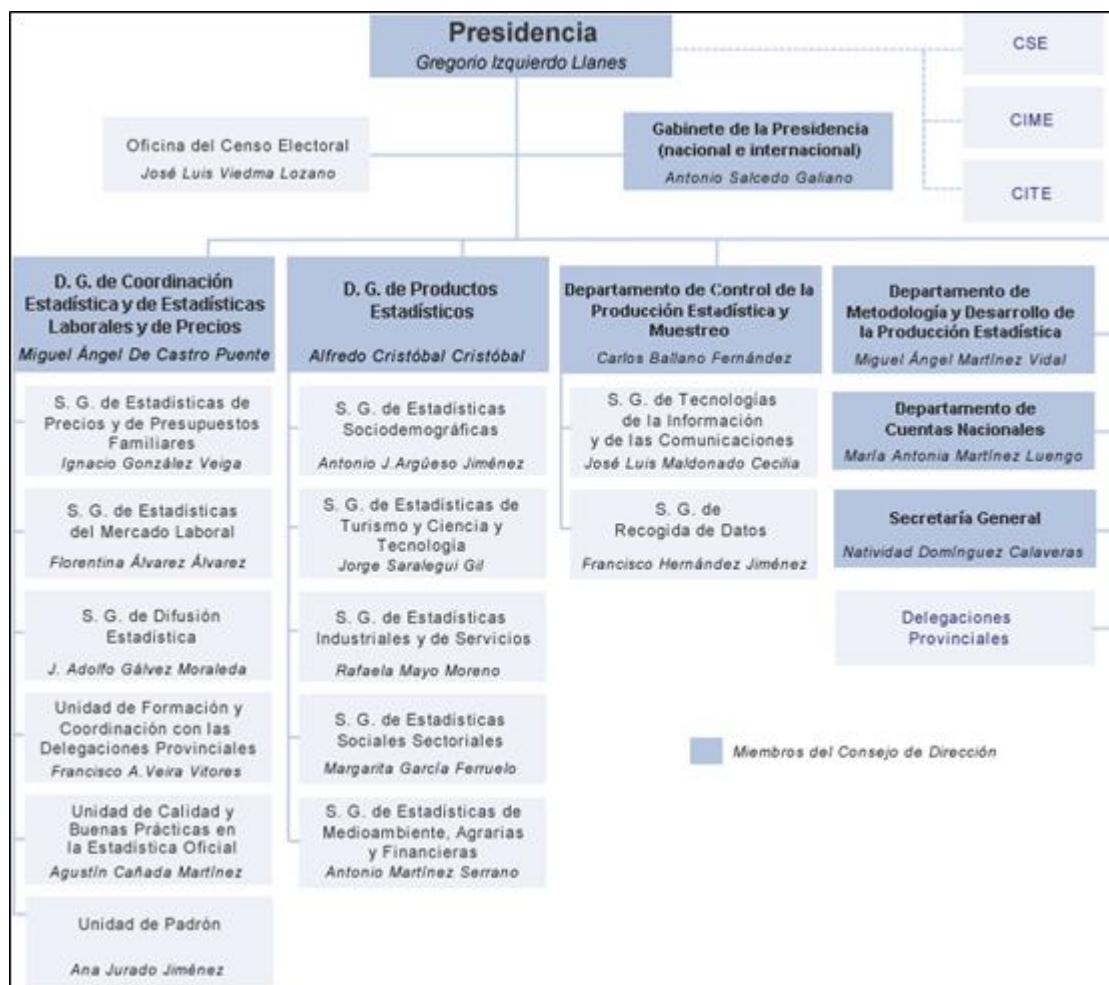 Presidencia
Gregorio Izquierdo Llanes
CSE
CIME
CITE
Oficina del Censo Electoral
José Luis Viedma Lozano
Gabinete de la Presidencia
(nacional e internacional)
Antonio Salcedo Galiano
D. G. de Coordinación
Estadística y de Estadísticas
Laborales y de Precios
Miguel Ángel De Castro Puente
S. G. de Estadísticas de
Precios y de Presupuestos
Familiares
Ignacio González Veiga
S. G. de Estadísticas
del Mercado Laboral
Florentina Álvarez Álvarez
S. G. de Difusión
Estadística
J. Adolfo Gálvez Moraleda
Unidad de Formación y
Coordinación con las
Delegaciones Provinciales
Francisco A. Veira Vitores
Unidad de Calidad y
Buenas Prácticas en
la Estadística Oficial
Agustín Cañada Martínez
Unidad de Padrón
Ana Jurado Jiménez
D. G. de Productos
Estadísticos
Alfredo Cristóbal Cristóbal
S. G. de Estadísticas
Sociodemográficas
Antonio J.Argüeso Jiménez
S. G. de Estadísticas de
Turismo y Ciencia y
Tecnología
Jorge Saralegui Gil
S. G. de Estadísticas
Industriales y de Servicios
Rafaela Mayo Moreno
S. G. de Estadísticas
Sociales Sectoriales
Margarita García Ferruelo
S. G. de Estadísticas de
Medioambiente, Agrarias
y Financieras
Antonio Martínez Serrano
Departamento de Control de la
Producción Estadística y
Muestreo
Carlos Ballano Fernández
S. G. de Tecnologías
de la Información
y de las Comunicaciones
José Luis Maldonado Cecilia
S. G. de
Recogida de Datos
Francisco Hernández Jiménez
Departamento de
Metodología y Desarrollo de
la Producción Estadística
Miguel Ángel Martínez Vidal
Departamento de
Cuentas Nacionales
María Antonia Martínez Luengo
Secretaría General
Natividad Domínguez Calaveras
Delegaciones
Provinciales
Miembros del Consejo de Dirección